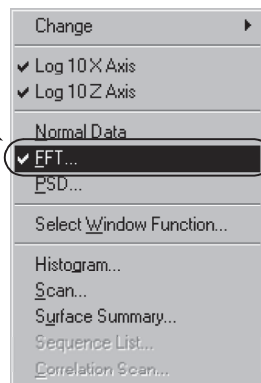 Change
Log 10 X Axis
Log 10 Z Axis
Normal Data
FFT...
PSD...
Select Window Function...
Histogram...
Scan...
Surface Summary...
Sequence List...
Correlation Scan...